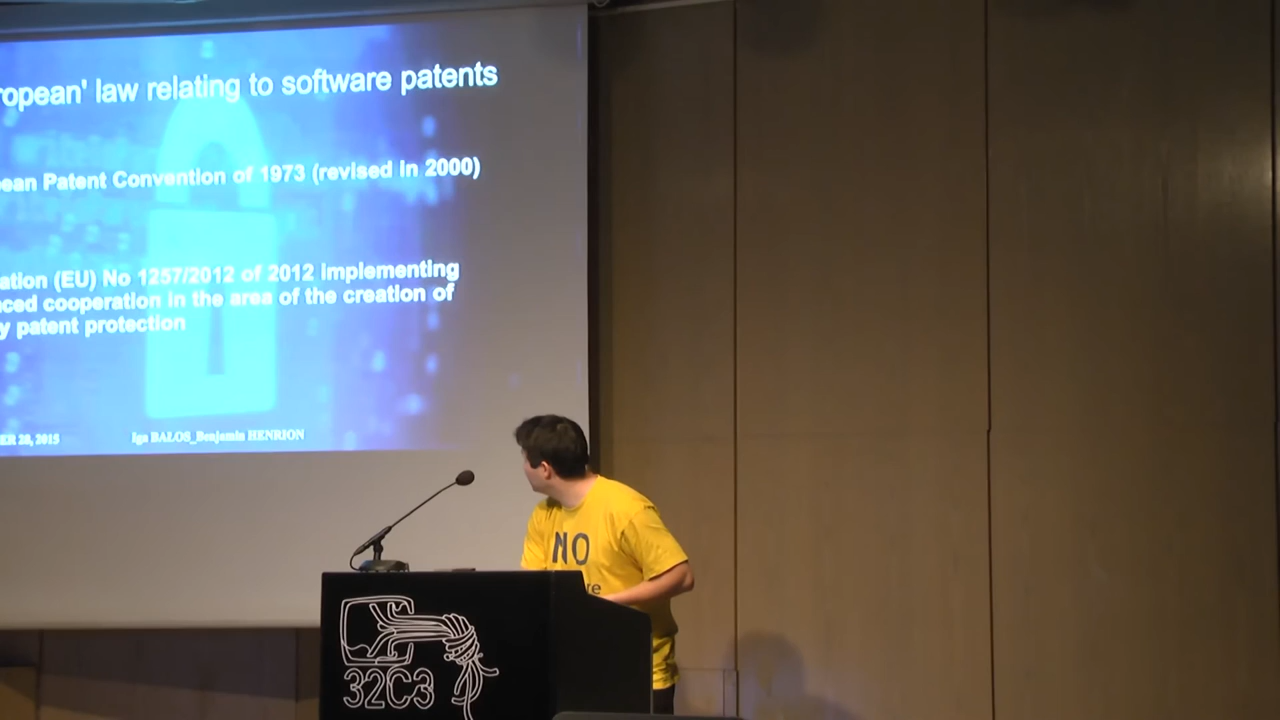 ropean' law relating to software patents
ean Patent Convention of 1973 (revised in 2000)
ation (EU) No 1257/2012 of 2012 implementing
ced cooperation in the area of the creation of
y patent protection
ER 28, 2015
Iga BALOS_Benjamin HENRION
NO
re
32C3